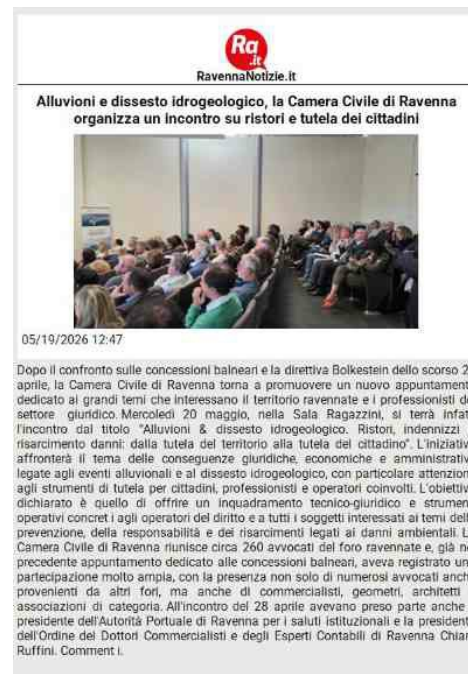 Ra
.it
RavennaNotizie.it
Alluvioni e dissesto idrogeologico, la Camera Civile di Ravenna
organizza un incontro su ristori e tutela dei cittadini
05/19/2026 12:47
Dopo il confronto sulle concessioni balneari e la direttiva Bolkestein dello scorso 2
aprile, la Camera Civile di Ravenna torna a promuovere un nuovo appuntament
dedicato ai grandi temi che interessano il territorio ravennate e i professionisti de
settore giuridico. Mercoledì 20 maggio, nella Sala Ragazzini, si terrà infat
l'incontro dal titolo "Alluvioni & dissesto idrogeologico. Ristori, indennizzi
risarcimento danni: dalla tutela del territorio alla tutela del cittadino". L'iniziativ
affronterà il tema delle conseguenze giuridiche, economiche e amministrativ
legate agli eventi alluvionali e al dissesto idrogeologico, con particolare attenzion
agli strumenti di tutela per cittadini, professionisti e operatori coinvolti. L'obiettiv
dichiarato è quello di offrire un inquadramento tecnico-giuridico e strumen
operativi concret i agli operatori del diritto e a tutti i soggetti interessati ai temi dell
prevenzione, della responsabilità e dei risarcimenti legati ai danni ambientali. L
Camera Civile di Ravenna riunisce circa 260 avvocati del foro ravennate e, già ne
precedente appuntamento dedicato alle concessioni balneari, aveva registrato un
partecipazione molto ampia, con la presenza non solo di numerosi avvocati anch
provenienti da altri fori, ma anche di commercialisti, geometri, architetti
associazioni di categoria. All'incontro del 28 aprile avevano preso parte anche
presidente dell'Autorità Portuale di Ravenna per i saluti istituzionali e la president
dell'Ordine dei Dottori Commercialisti e degli Esperti Contabili di Ravenna Chiar
Ruffini. Comment i.